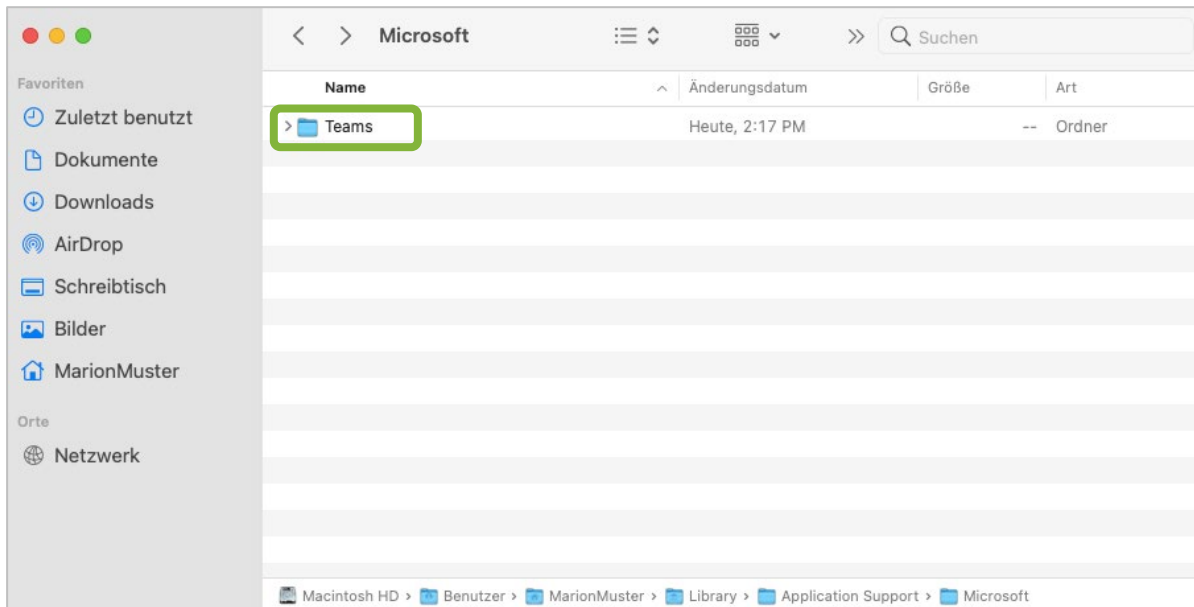 Microsoft
Suchen
Favoriten
Zuletzt benutzt
Dokumente
Downloads
AirDrop
Schreibtisch
Bilder
MarionMuster
Orte
Netzwerk
Name Änderungsdatum Größe Art
Teams Heute, 2:17 PM -- Ordner
Macintosh HD › Benutzer › MarionMuster › Library › Application Support › Microsoft